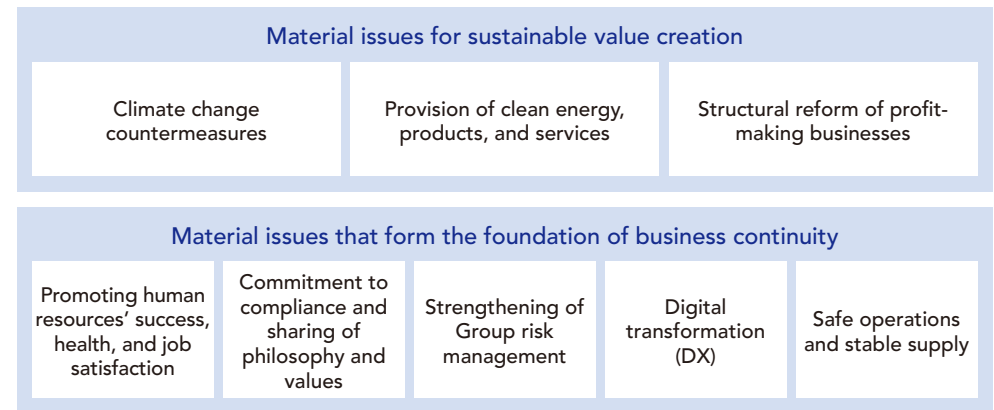 Material issues for sustainable value creation
Climate change
countermeasures
Provision of clean energy,
products, and services
Structural reform of profit-
making businesses
Material issues that form the foundation of business continuity
Promoting human
resources’ success,
health, and job
satisfaction
Commitment to
compliance and
sharing of
philosophy and
values
Strengthening of
Group risk
management
Digital
transformation
(DX)
Safe operations
and stable supply